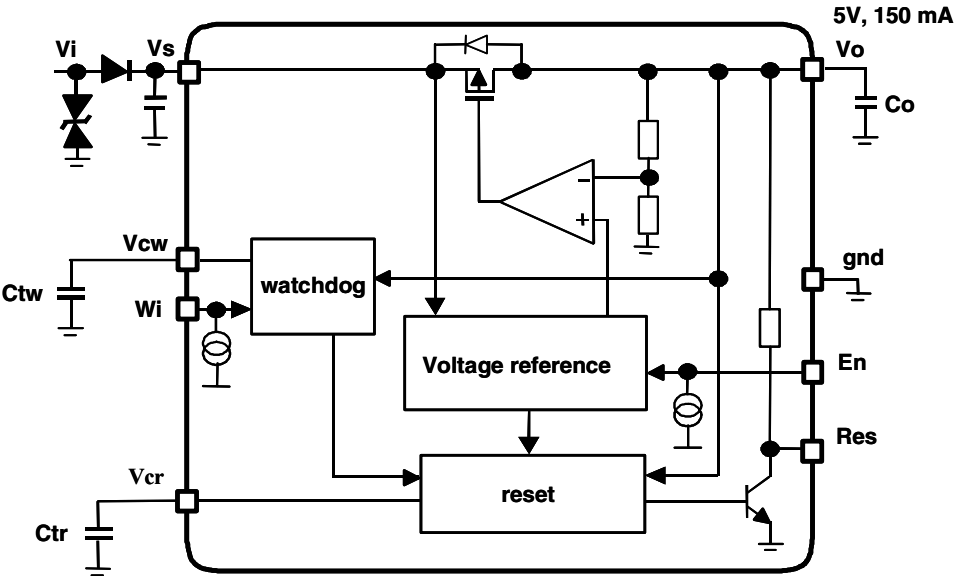 5V, 150 mA
Vi
Vs
Vo
Co
−
+
Vcw
gnd
watchdog
Ctw
Wi
Voltage reference
En
Res
Vcr
reset
Ctr